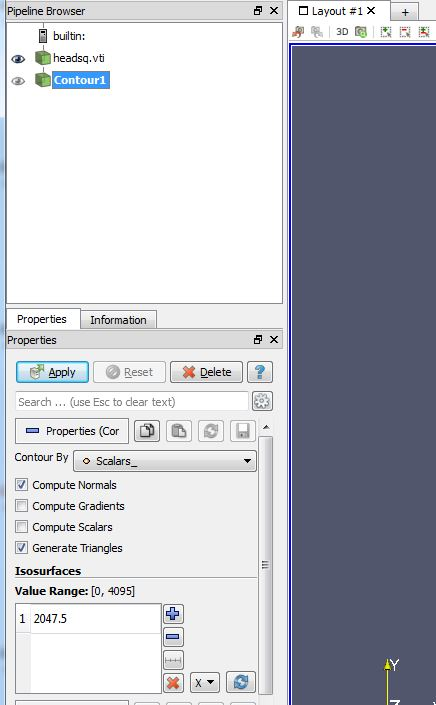 Pipeline Browser
builtin:
headsq.vti
Contour1
Properties
Information
Properties
Apply
Reset
Delete
?
Search ... (use Esc to clear text)
Properties (Cor
Contour By
Scalars_
Compute Normals
Compute Gradients
Compute Scalars
Generate Triangles
Isosurfaces
Value Range: [0, 4095]
1 2047.5
X
Layout #1
+
3D
Y
Z